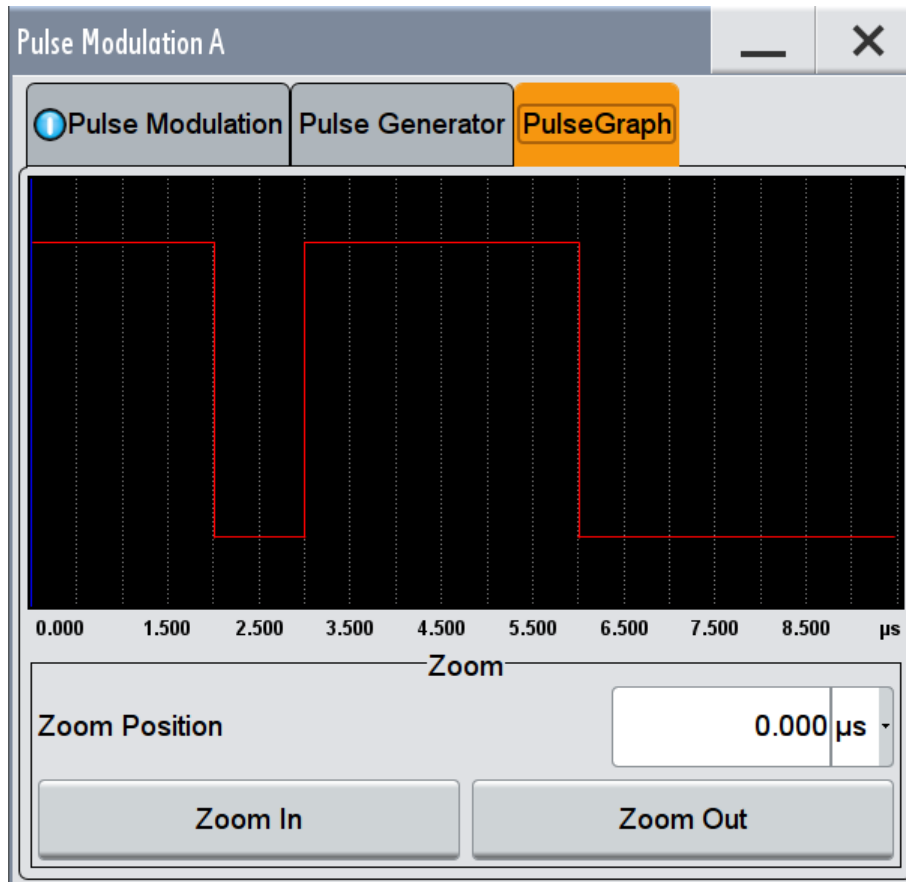 Pulse Modulation A
Pulse Modulation Pulse Generator PulseGraph
0.000 1.500 2.500 3.500 4.500 5.500 6.500 7.500 8.500 µs
Zoom
Zoom Position 0.000 µs
Zoom In Zoom Out